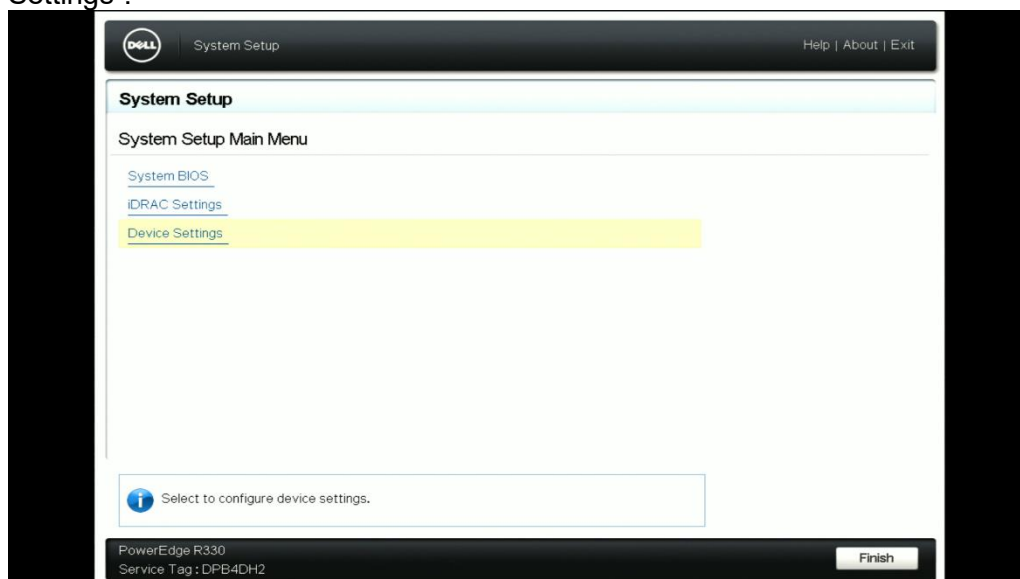 Settings".
DELL
System Setup
Help | About | Exit
System Setup
System Setup Main Menu
System BIOS
iDRAC Settings
Device Settings
Select to configure device settings.
PowerEdge R330
Service Tag : DPB4DH2
Finish